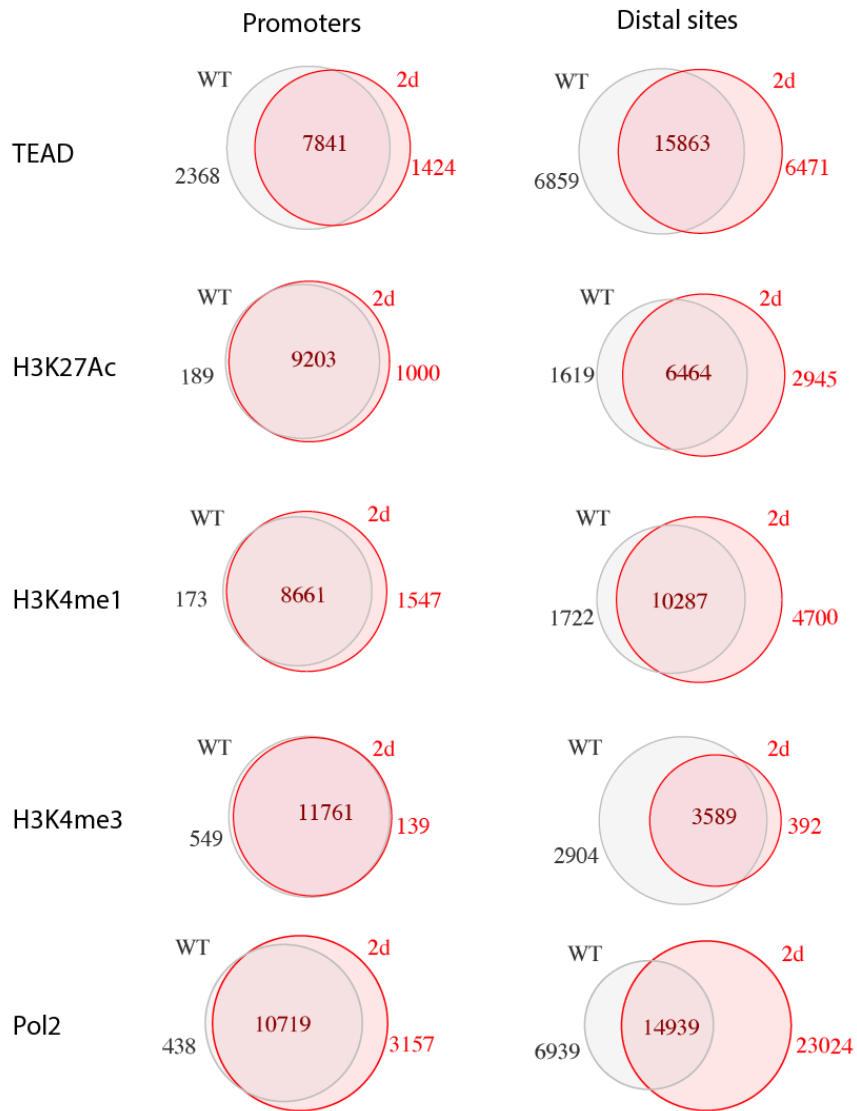 Promoters
Distal sites
TEAD
WT
2d
7841
2368
1424
WT
2d
15863
6859
6471
H3K27Ac
WT
2d
9203
189
1000
WT
2d
6464
1619
2945
H3K4me1
WT
2d
8661
173
1547
WT
2d
10287
1722
4700
H3K4me3
WT
2d
11761
549
139
WT
2d
3589
2904
392
Pol2
WT
2d
10719
438
3157
WT
2d
14939
6939
23024